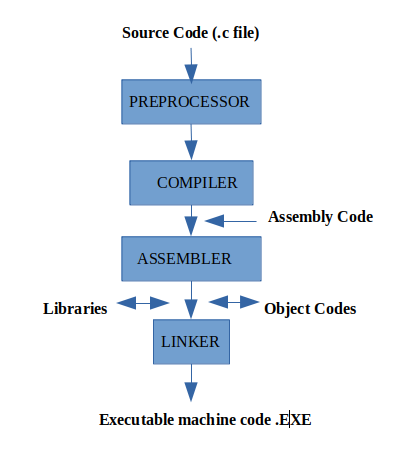 Source Code (.c file)
PREPROCESSOR
COMPILER
Assembly Code
ASSEMBLER
Libraries
Object Codes
LINKER
Executable machine code .EXE